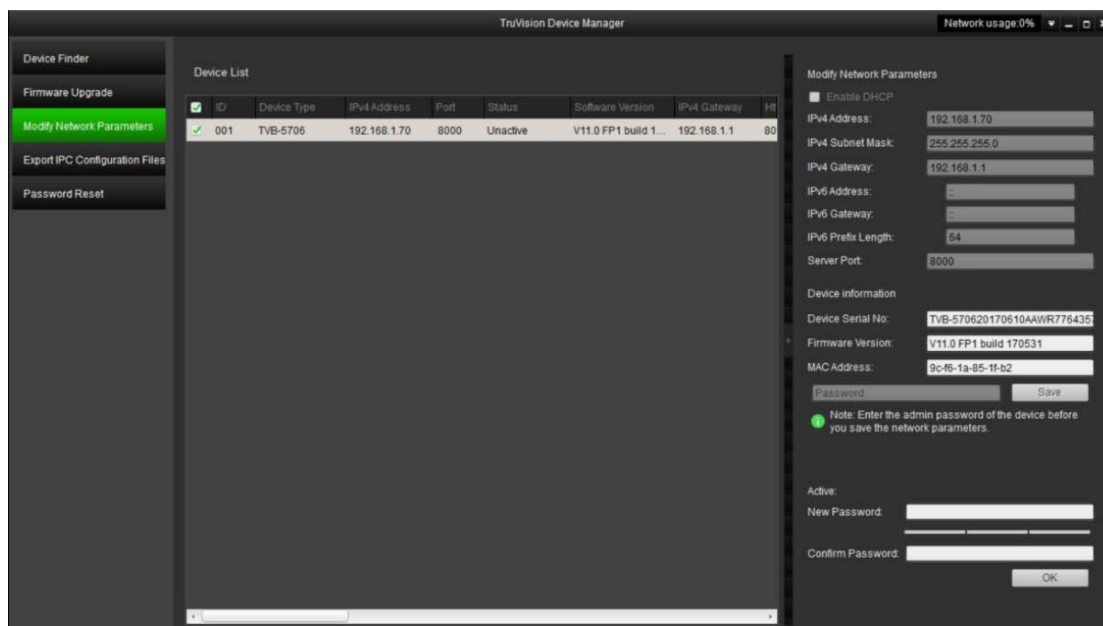 TruVision Device Manager
Network usage:0%
Device Finder
Firmware Upgrade
Modify Network Parameters
Export IPC Configuration Files
Password Reset
Device List
ID Device Type IPv4 Address Port Status Software Version IPv4 Gateway Ht
001 TVB-5706 192.168.1.70 8000 Unactive V11.0 FP1 build 1... 192.168.1.1 80
Modify Network Parameters
Enable DHCP
IPv4 Address: 192.168.1.70
IPv4 Subnet Mask: 255.255.255.0
IPv4 Gateway: 192.168.1.1
IPv6 Address: ::
IPv6 Gateway: ::
IPv6 Prefix Length: 64
Server Port: 8000
Device information
Device Serial No: TVB-570620170610AAWR776435
Firmware Version: V11.0 FP1 build 170531
MAC Address: 9c-f6-1a-85-1f-b2
Password Save
Note: Enter the admin password of the device before
you save the network parameters.
Active:
New Password:
Confirm Password:
OK